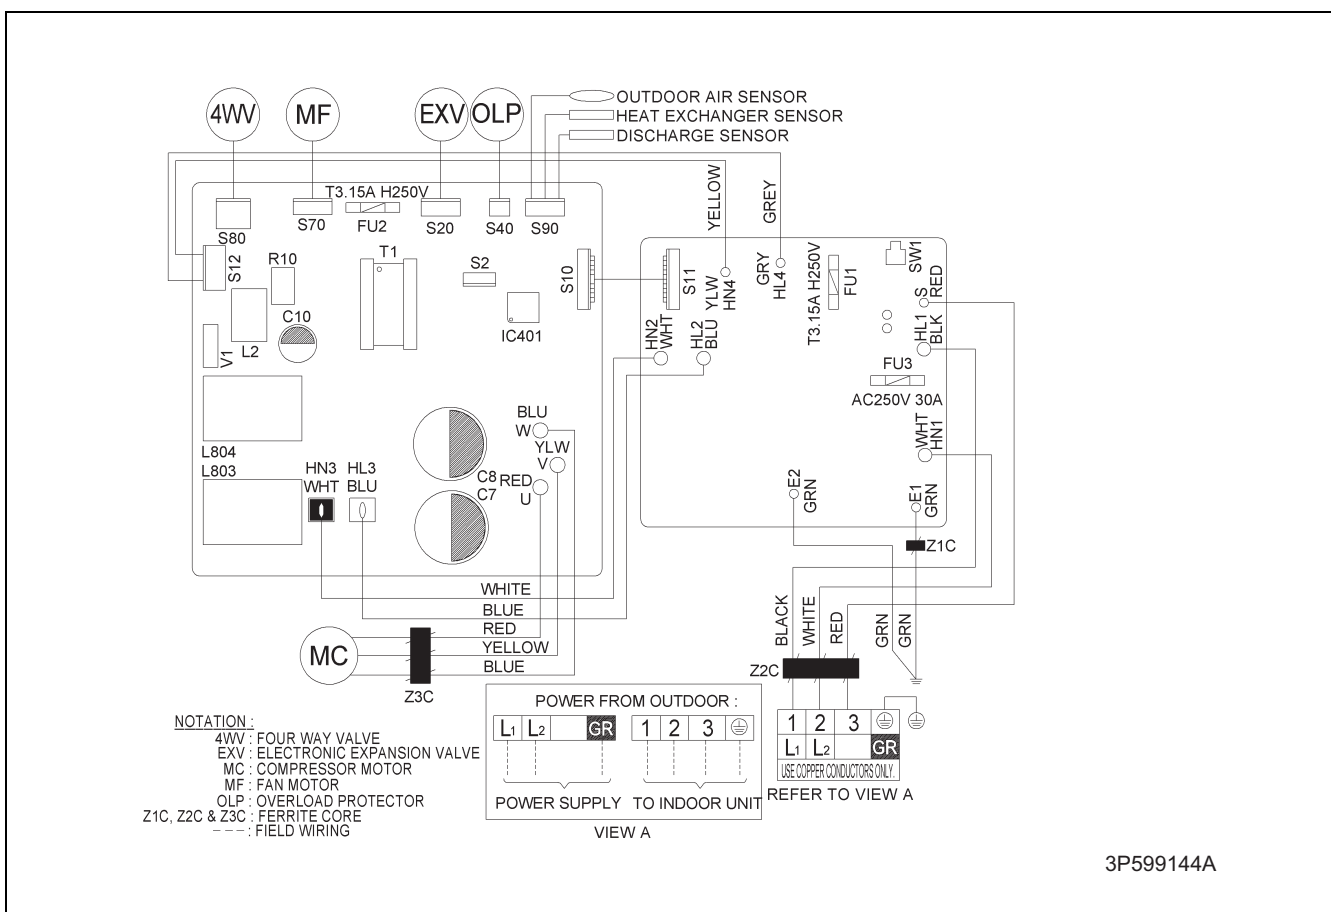 4WV
MF
EXV
OLP
OUTDOOR AIR SENSOR
HEAT EXCHANGER SENSOR
DISCHARGE SENSOR
YELLOW
GREY
T3.15A H250V
S80
S70
FU2
S20
S40
S90
S12
R10
T1
S2
S10
S11
YLW
HN4
GRY
HL4
T3.15A H250V
FU1
SW1
S
RED
L2
C10
V1
IC401
HN2
WHT
HL2
BLU
HL1
BLK
FU3
AC250V 30A
WHT
HN1
L804
L803
HN3
WHT
HL3
BLU
C8
C7
BLU
W
YLW
V
RED
U
E2
GRN
E1
GRN
Z1C
WHITE
BLUE
RED
YELLOW
BLUE
MC
Z3C
BLACK
WHITE
RED
GRN
GRN
Z2C
1 2 3
L1 L2 GR
USE COPPER CONDUCTORS ONLY.
REFER TO VIEW A
POWER FROM OUTDOOR :
L1 L2 GR 1 2 3
POWER SUPPLY TO INDOOR UNIT
VIEW A
NOTATION :
4WV : FOUR WAY VALVE
EXV : ELECTRONIC EXPANSION VALVE
MC : COMPRESSOR MOTOR
MF : FAN MOTOR
OLP : OVERLOAD PROTECTOR
Z1C, Z2C & Z3C : FERRITE CORE
--- : FIELD WIRING
3P599144A